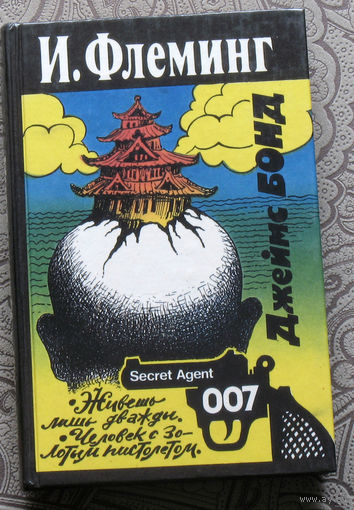 И. Флеминг
Джеймс БОНД
Secret Agent
007
• Живешь
лишь дважды.
• Человек с зо-
лотым пистолетом.